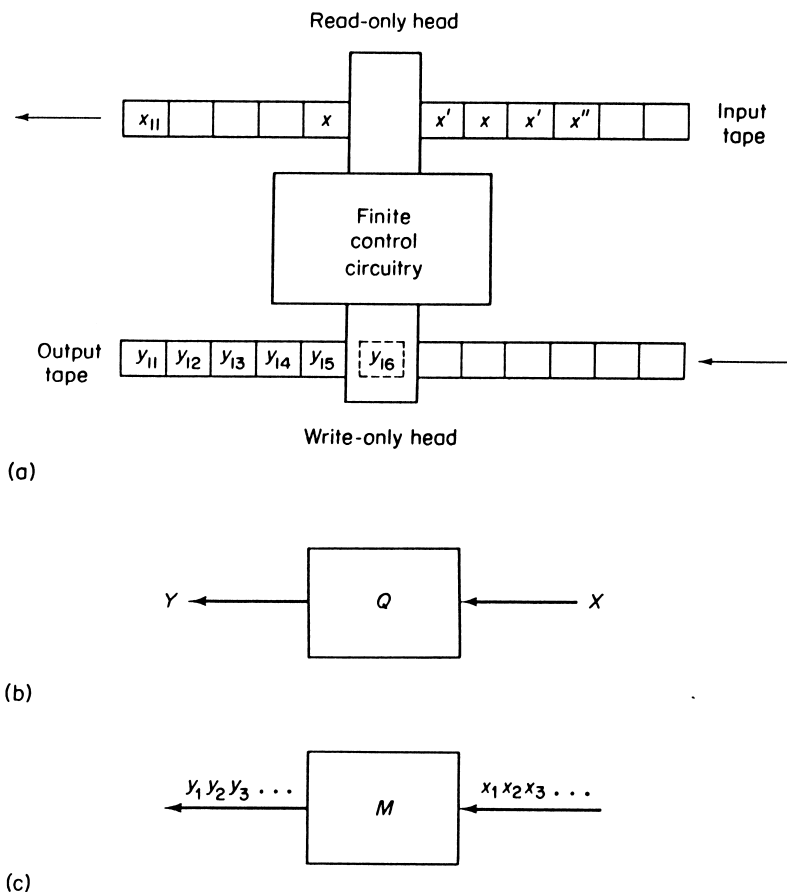 Read-only head
x₁₁ x x′ x x′ x″ Input tape
Finite
control
circuitry
Output tape y₁₁ y₁₂ y₁₃ y₁₄ y₁₅ y₁₆
Write-only head
(a)
Y Q X
(b)
y₁ y₂ y₃ · · · M x₁ x₂ x₃ · · ·
(c)